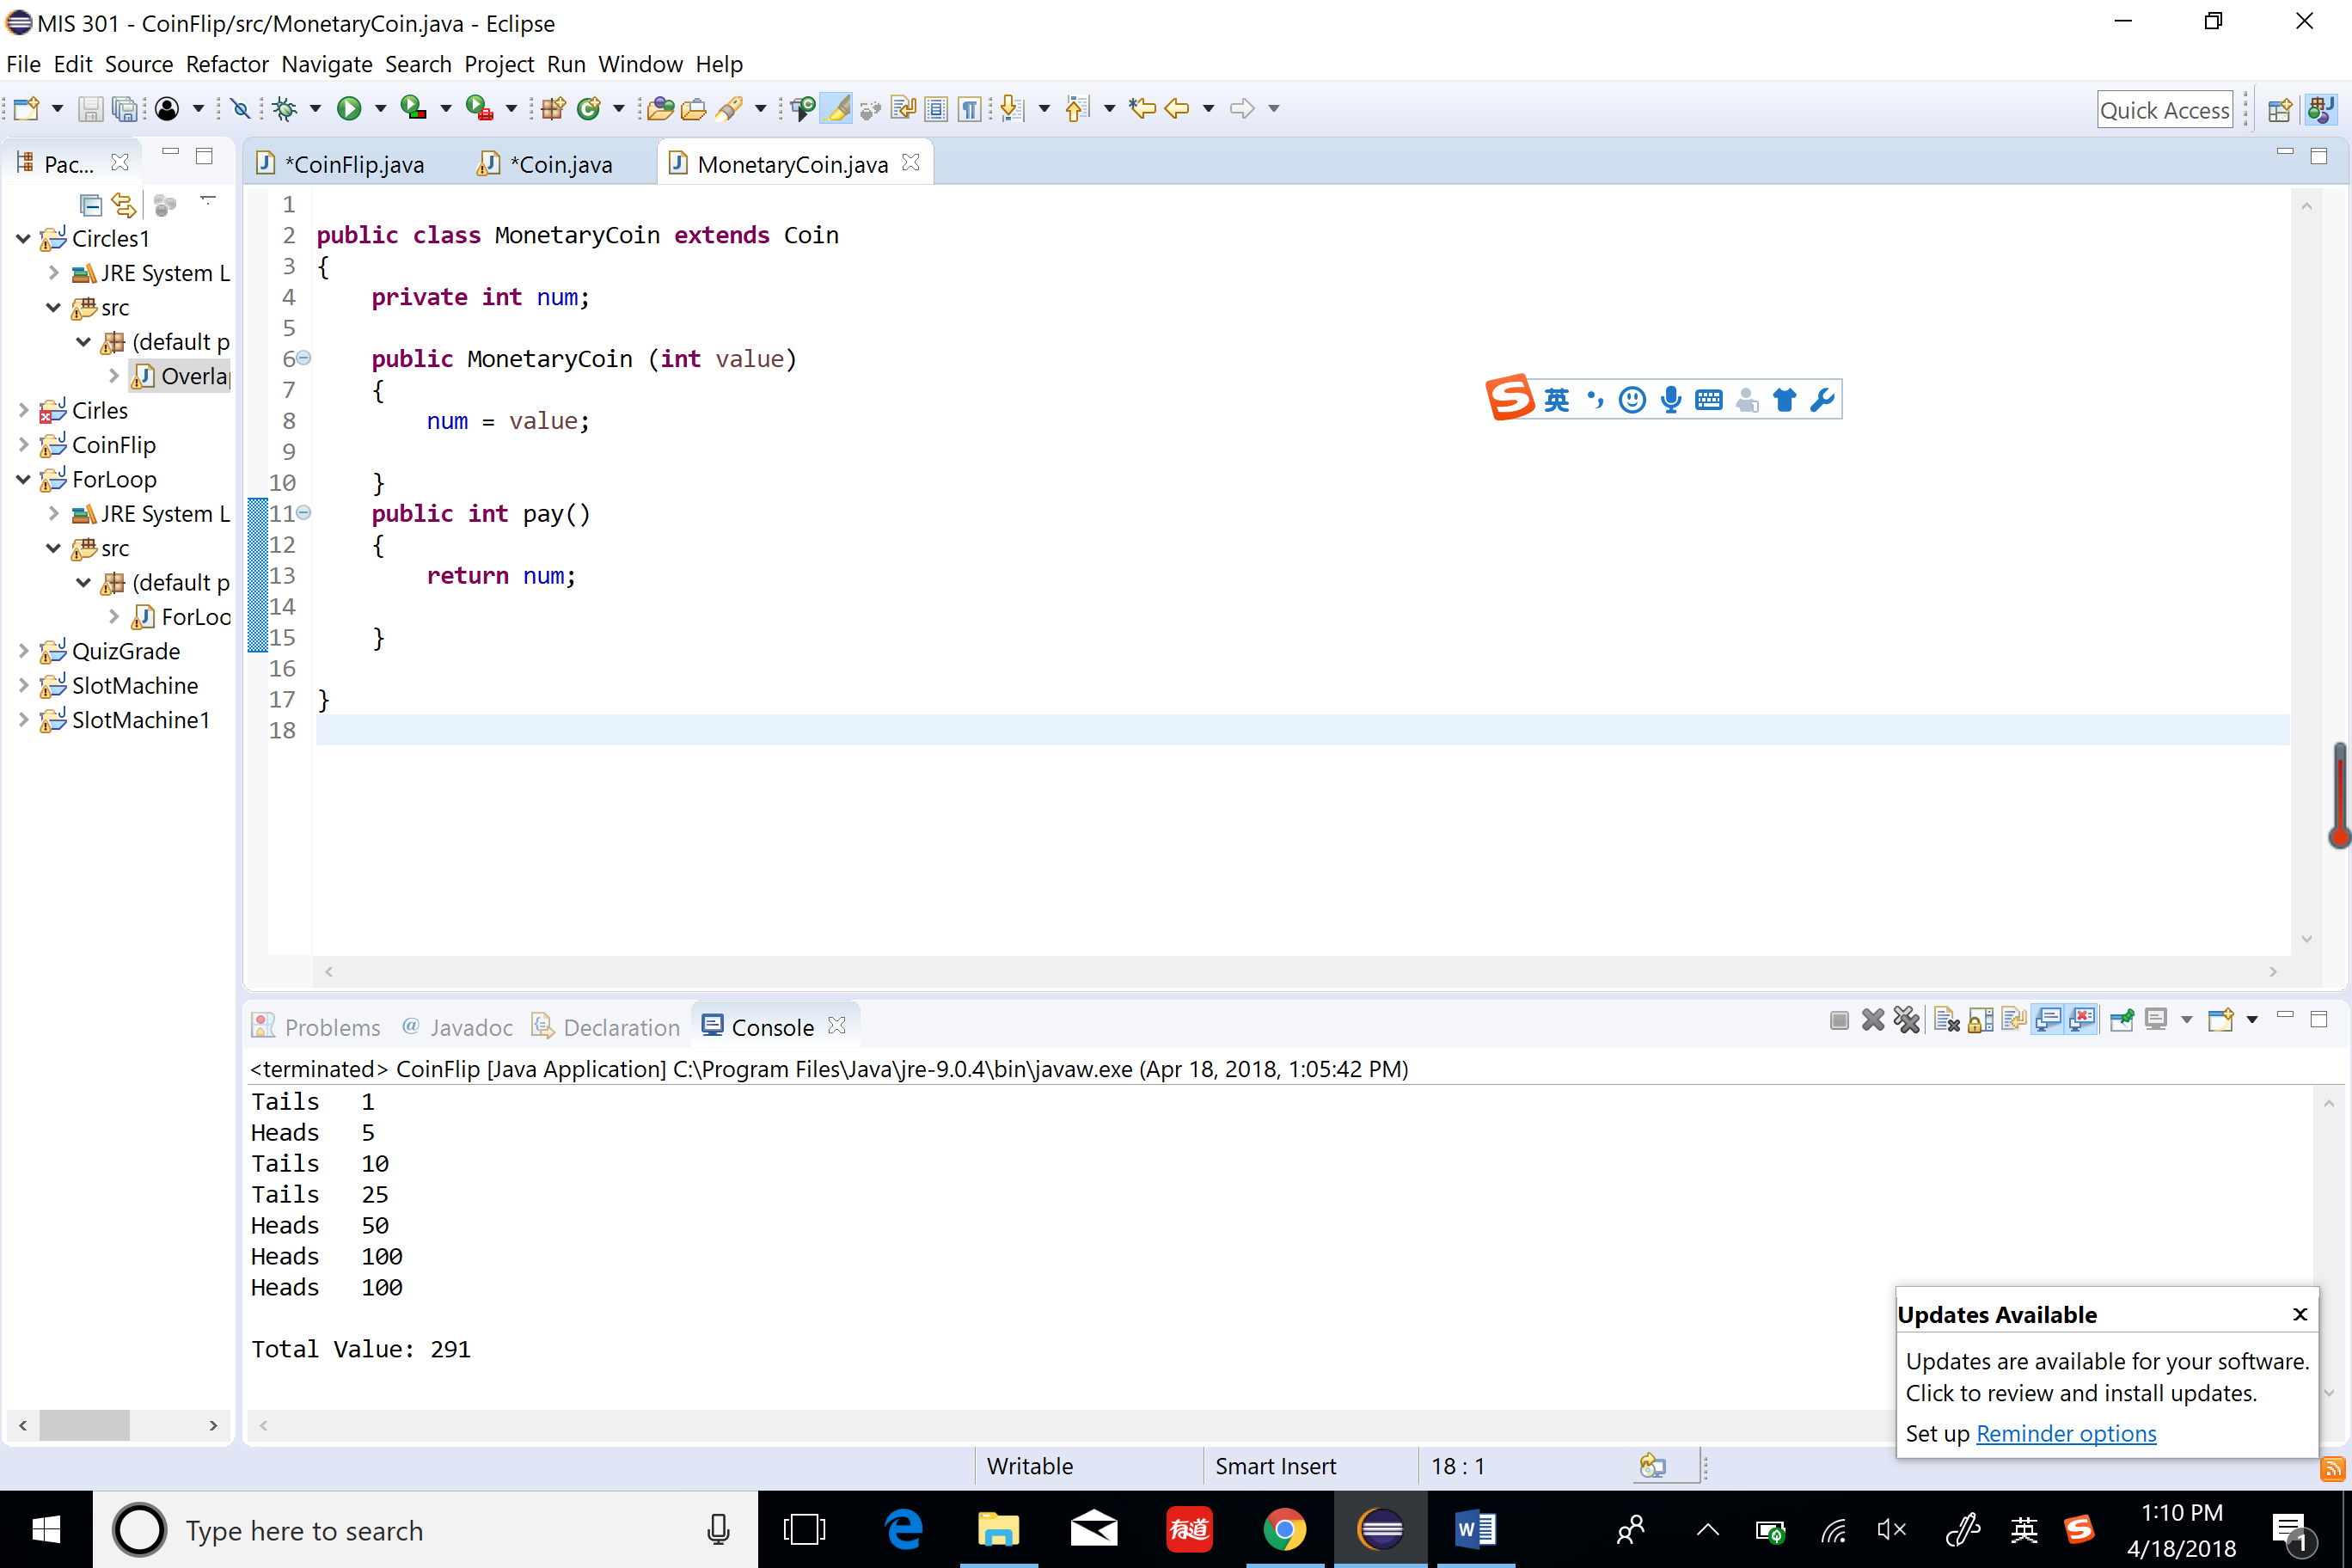 MIS 301 - CoinFlip/src/MonetaryCoin.java - Eclipse
File Edit Source Refactor Navigate Search Project Run Window Help
Quick Access
Pac...
*CoinFlip.java
*Coin.java
MonetaryCoin.java
Circles1
JRE System L
src
(default p
Overla
Cirles
CoinFlip
ForLoop
JRE System L
src
(default p
ForLoo
QuizGrade
SlotMachine
SlotMachine1
1
2 public class MonetaryCoin extends Coin
3 {
4 private int num;
5
6 public MonetaryCoin (int value)
7 {
8 num = value;
9
10 }
11 public int pay()
12 {
13 return num;
14
15 }
16
17 }
18
英
Problems @ Javadoc Declaration Console
<terminated> CoinFlip [Java Application] C:\Program Files\Java\jre-9.0.4\bin\javaw.exe (Apr 18, 2018, 1:05:42 PM)
Tails 1
Heads 5
Tails 10
Tails 25
Heads 50
Heads 100
Heads 100
Total Value: 291
Updates Available x
Updates are available for your software.
Click to review and install updates.
Set up Reminder options
Writable
Smart Insert
18 : 1
Type here to search
有道
英
1:10 PM
4/18/2018
1